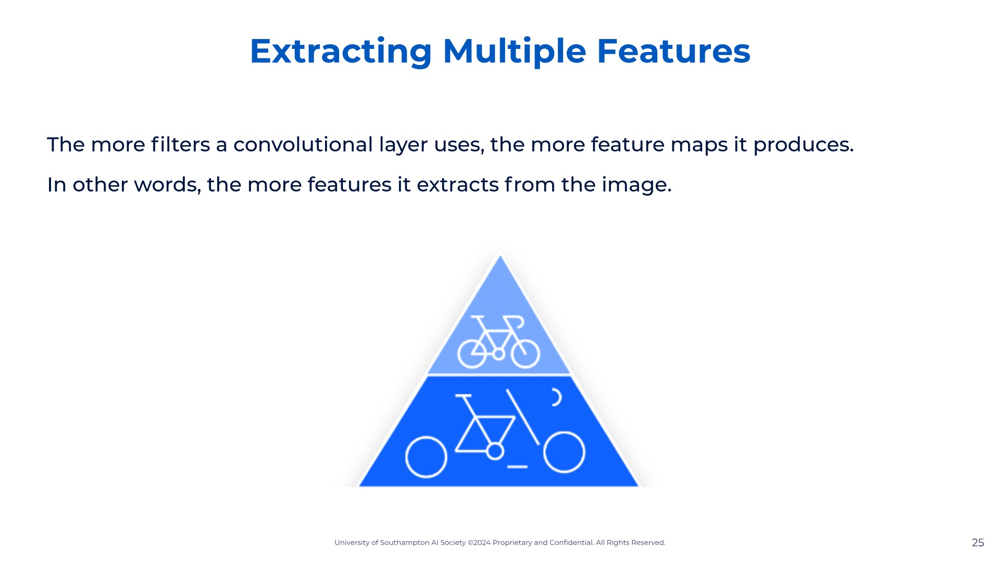 Extracting Multiple Features
The more filters a convolutional layer uses, the more feature maps it produces.
In other words, the more features it extracts from the image.
University of Southampton AI Society ©2024 Proprietary and Confidential. All Rights Reserved.
25